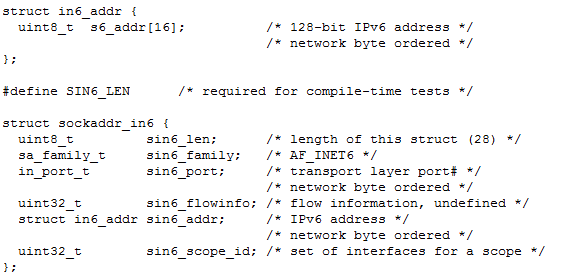 struct in6_addr {
  uint8_t  s6_addr[16];          /* 128-bit IPv6 address */
                                 /* network byte ordered */
};

#define SIN6_LEN      /* required for compile-time tests */

struct sockaddr_in6 {
  uint8_t         sin6_len;      /* length of this struct (28) */
  sa_family_t     sin6_family;   /* AF_INET6 */
  in_port_t       sin6_port;     /* transport layer port# */
                                 /* network byte ordered */
  uint32_t        sin6_flowinfo; /* flow information, undefined */
  struct in6_addr sin6_addr;     /* IPv6 address */
                                 /* network byte ordered */
  uint32_t        sin6_scope_id; /* set of interfaces for a scope */
};